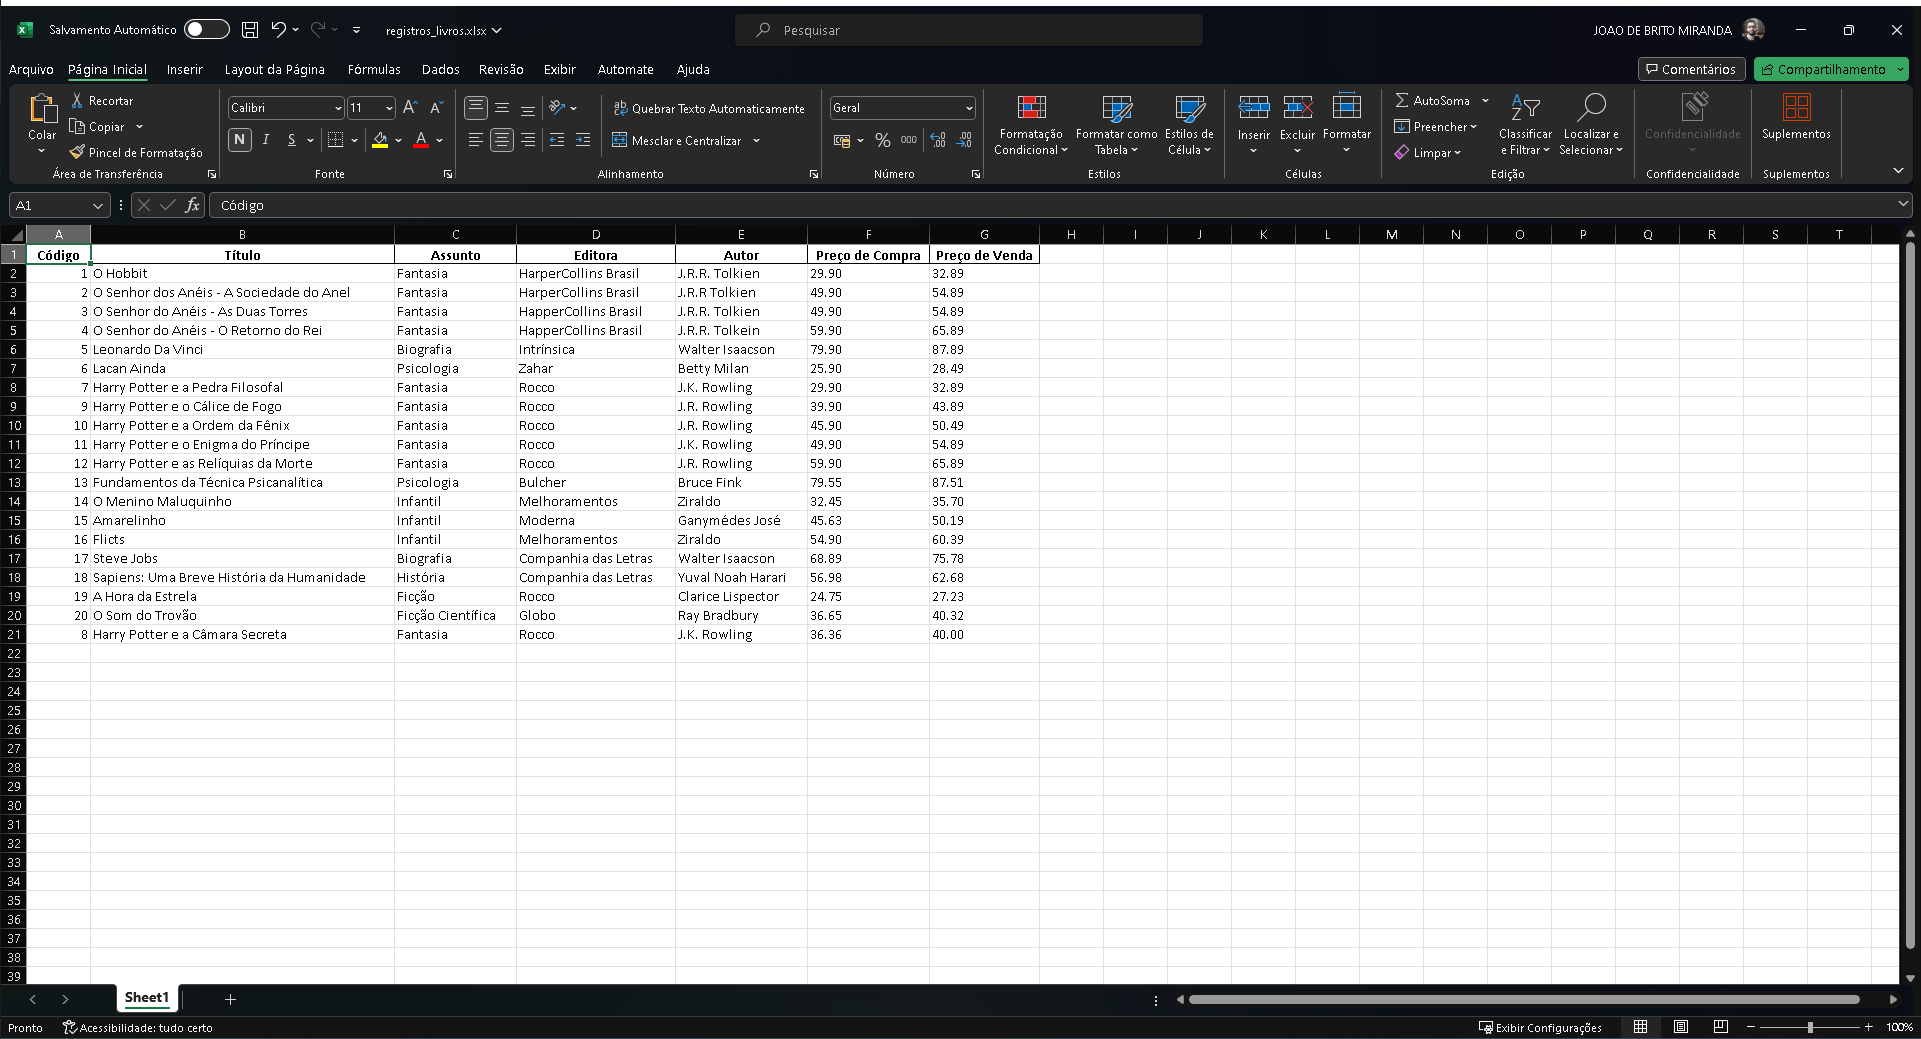 Salvamento Automático
registros_livros.xlsx
Pesquisar
JOAO DE BRITO MIRANDA
Arquivo Página Inicial Inserir Layout da Página Fórmulas Dados Revisão Exibir Automate Ajuda
Comentários Compartilhamento
Colar
Recortar
Copiar
Pincel de Formatação
Área de Transferência
Calibri 11
N I S
Fonte
Quebrar Texto Automaticamente
Mesclar e Centralizar
Alinhamento
Geral
% 000
Número
Formatação Condicional
Formatar como Tabela
Estilos de Célula
Estilos
Inserir Excluir Formatar
Células
AutoSoma
Preencher
Limpar
Classificar e Filtrar
Localizar e Selecionar
Edição
Confidencialidade
Confidencialidade
Suplementos
Suplementos
A1 fx Código
A B C D E F G H I J K L M N O P Q R S T
1 Código Título Assunto Editora Autor Preço de Compra Preço de Venda
2 1 O Hobbit Fantasia HarperCollins Brasil J.R.R. Tolkien 29.90 32.89
3 2 O Senhor dos Anéis - A Sociedade do Anel Fantasia HarperCollins Brasil J.R.R Tolkien 49.90 54.89
4 3 O Senhor do Anéis - As Duas Torres Fantasia HapperCollins Brasil J.R.R. Tolkien 49.90 54.89
5 4 O Senhor do Anéis - O Retorno do Rei Fantasia HapperCollins Brasil J.R.R. Tolkein 59.90 65.89
6 5 Leonardo Da Vinci Biografia Intrínsica Walter Isaacson 79.90 87.89
7 6 Lacan Ainda Psicologia Zahar Betty Milan 25.90 28.49
8 7 Harry Potter e a Pedra Filosofal Fantasia Rocco J.K. Rowling 29.90 32.89
9 9 Harry Potter e o Cálice de Fogo Fantasia Rocco J.R. Rowling 39.90 43.89
10 10 Harry Potter e a Ordem da Fênix Fantasia Rocco J.R. Rowling 45.90 50.49
11 11 Harry Potter e o Enigma do Príncipe Fantasia Rocco J.K. Rowling 49.90 54.89
12 12 Harry Potter e as Relíquias da Morte Fantasia Rocco J.R. Rowling 59.90 65.89
13 13 Fundamentos da Técnica Psicanalítica Psicologia Bulcher Bruce Fink 79.55 87.51
14 14 O Menino Maluquinho Infantil Melhoramentos Ziraldo 32.45 35.70
15 15 Amarelinho Infantil Moderna Ganymédes José 45.63 50.19
16 16 Flicts Infantil Melhoramentos Ziraldo 54.90 60.39
17 17 Steve Jobs Biografia Companhia das Letras Walter Isaacson 68.89 75.78
18 18 Sapiens: Uma Breve História da Humanidade História Companhia das Letras Yuval Noah Harari 56.98 62.68
19 19 A Hora da Estrela Ficção Rocco Clarice Lispector 24.75 27.23
20 20 O Som do Trovão Ficção Científica Globo Ray Bradbury 36.65 40.32
21 8 Harry Potter e a Câmara Secreta Fantasia Rocco J.K. Rowling 36.36 40.00
22
23
24
25
26
27
28
29
30
31
32
33
34
35
36
37
38
39
Sheet1
Pronto Acessibilidade: tudo certo Exibir Configurações 100%